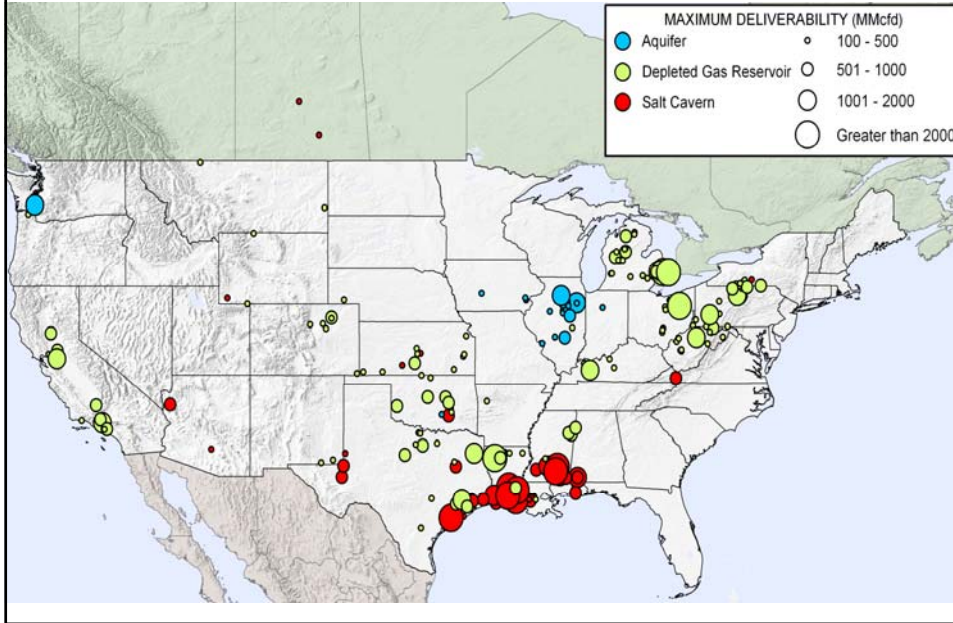 MAXIMUM DELIVERABILITY (MMcfd)
Aquifer
100 - 500
Depleted Gas Reservoir
501 - 1000
Salt Cavern
1001 - 2000
Greater than 2000